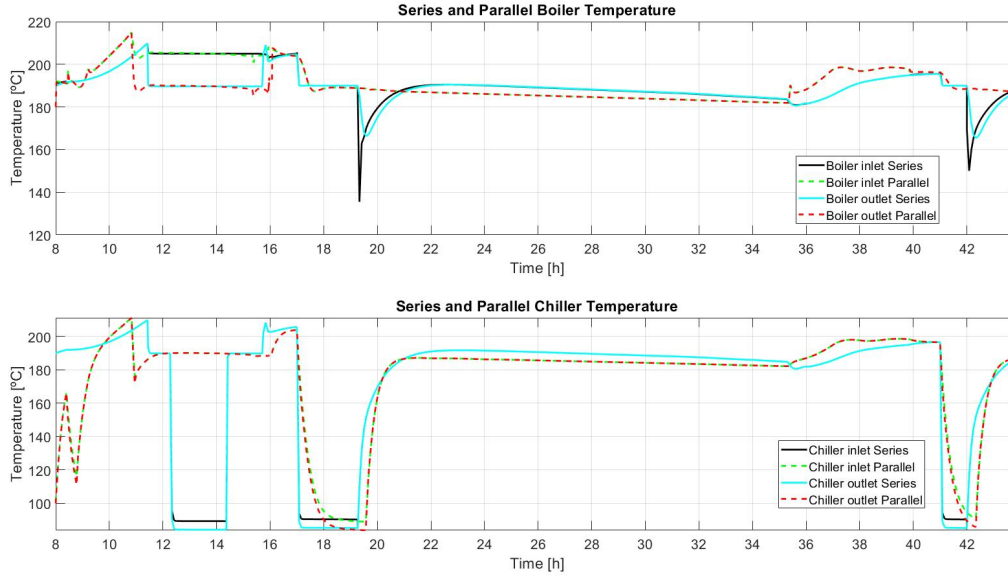 Series and Parallel Boiler Temperature
Temperature [ºC]
220
200
180
160
140
120
8 10 12 14 16 18 20 22 24 26 28 30 32 34 36 38 40 42
Time [h]
Boiler inlet Series
Boiler inlet Parallel
Boiler outlet Series
Boiler outlet Parallel
Series and Parallel Chiller Temperature
Temperature [ºC]
200
180
160
140
120
100
8 10 12 14 16 18 20 22 24 26 28 30 32 34 36 38 40 42
Time [h]
Chiller inlet Series
Chiller inlet Parallel
Chiller outlet Series
Chiller outlet Parallel